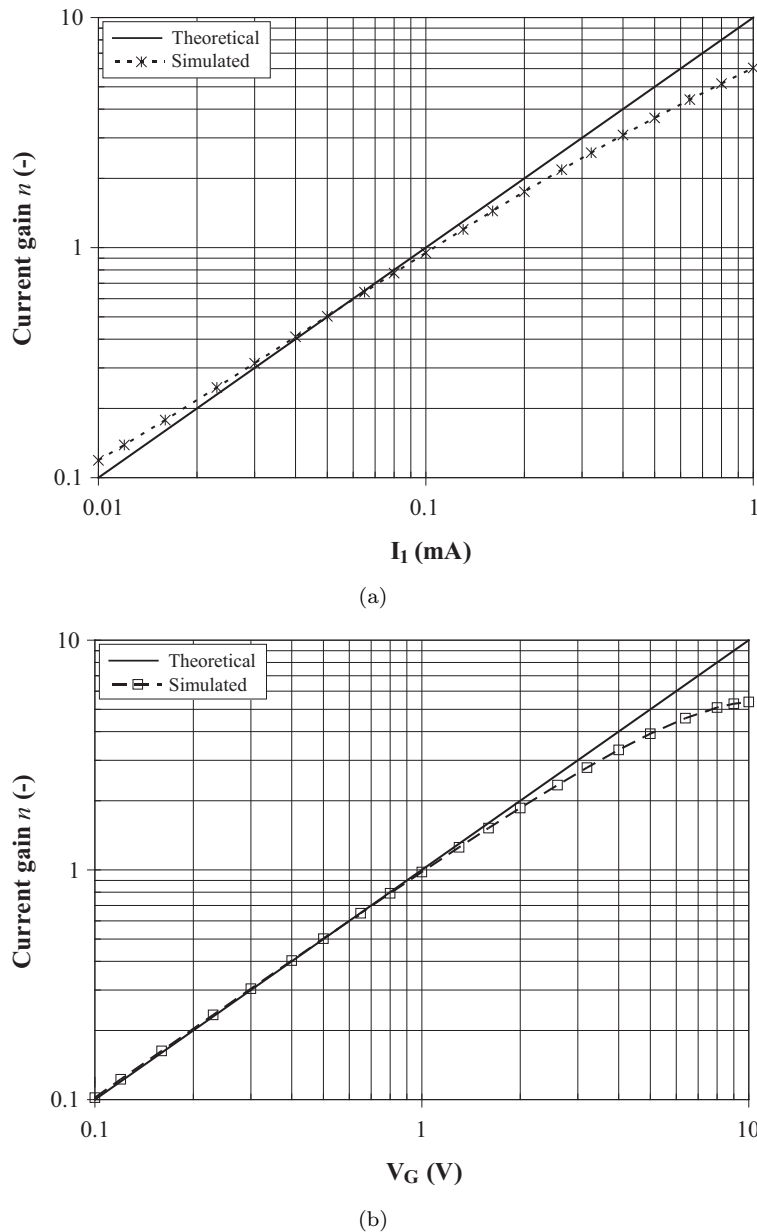 10
Theoretical
Simulated
Current gain n (-)
1
0.1
0.01
0.1
1
I1 (mA)
(a)
10
Theoretical
Simulated
Current gain n (-)
1
0.1
0.1
1
10
VG (V)
(b)